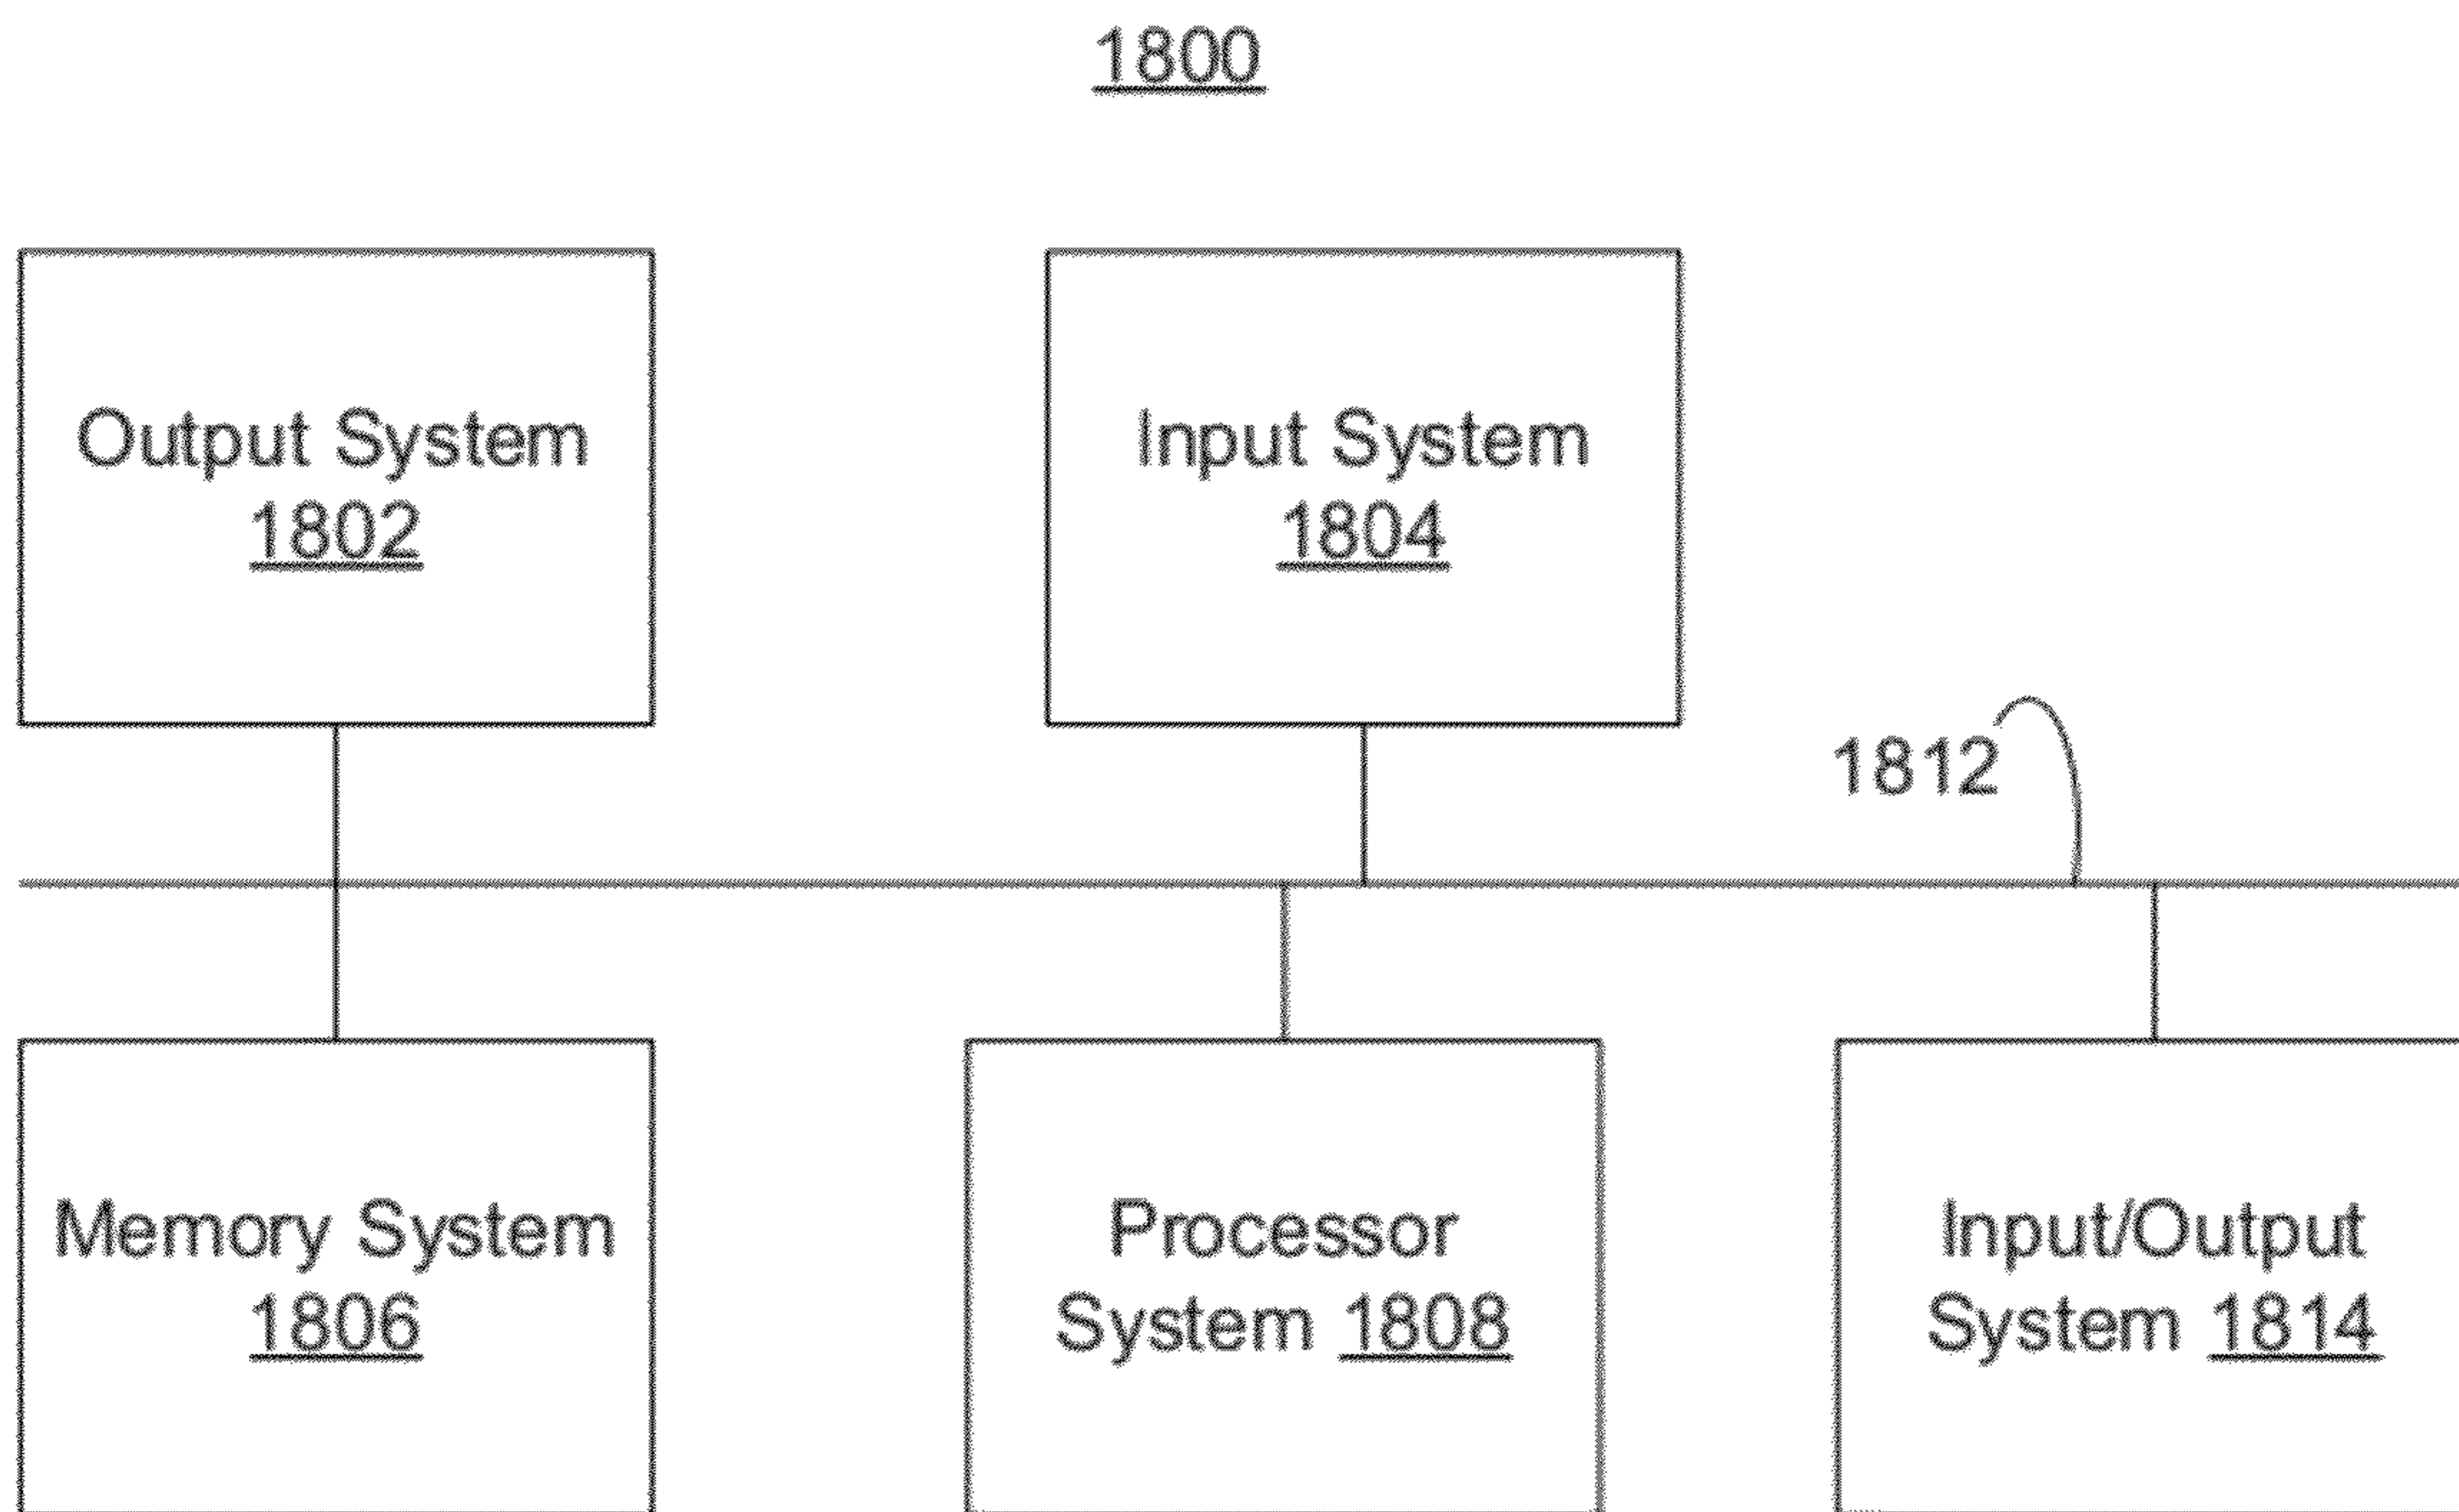 1800
Output System
1802
Input System
1804
1812
Memory System
1806
Processor
System 1808
Input/Output
System 1814